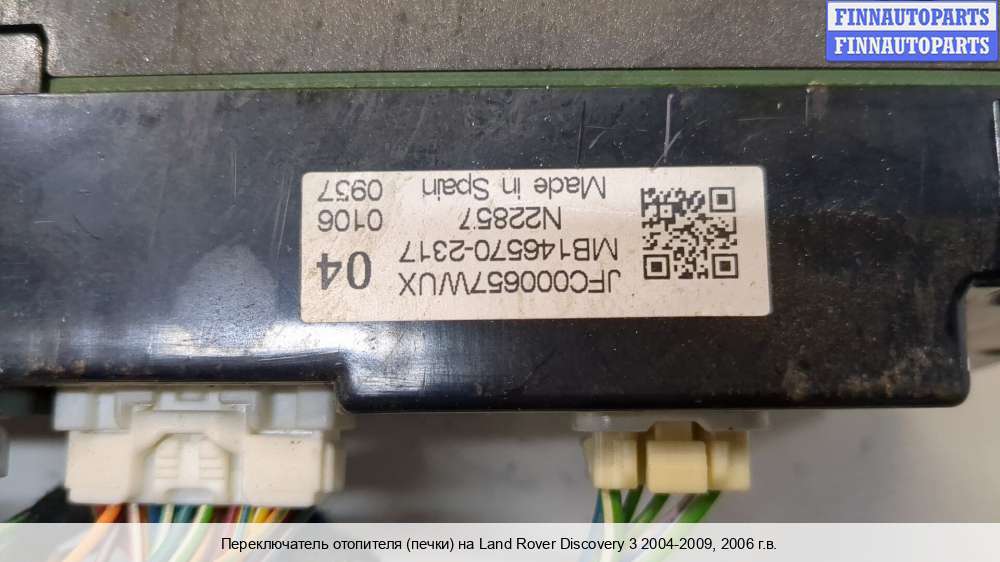 FINNAUTOPARTS
FINNAUTOPARTS
JFC000657WUX
MB146570-2317 04
N22857 0106
Made in Spain 0937
Переключатель отопителя (печки) на Land Rover Discovery 3 2004-2009, 2006 г.в.